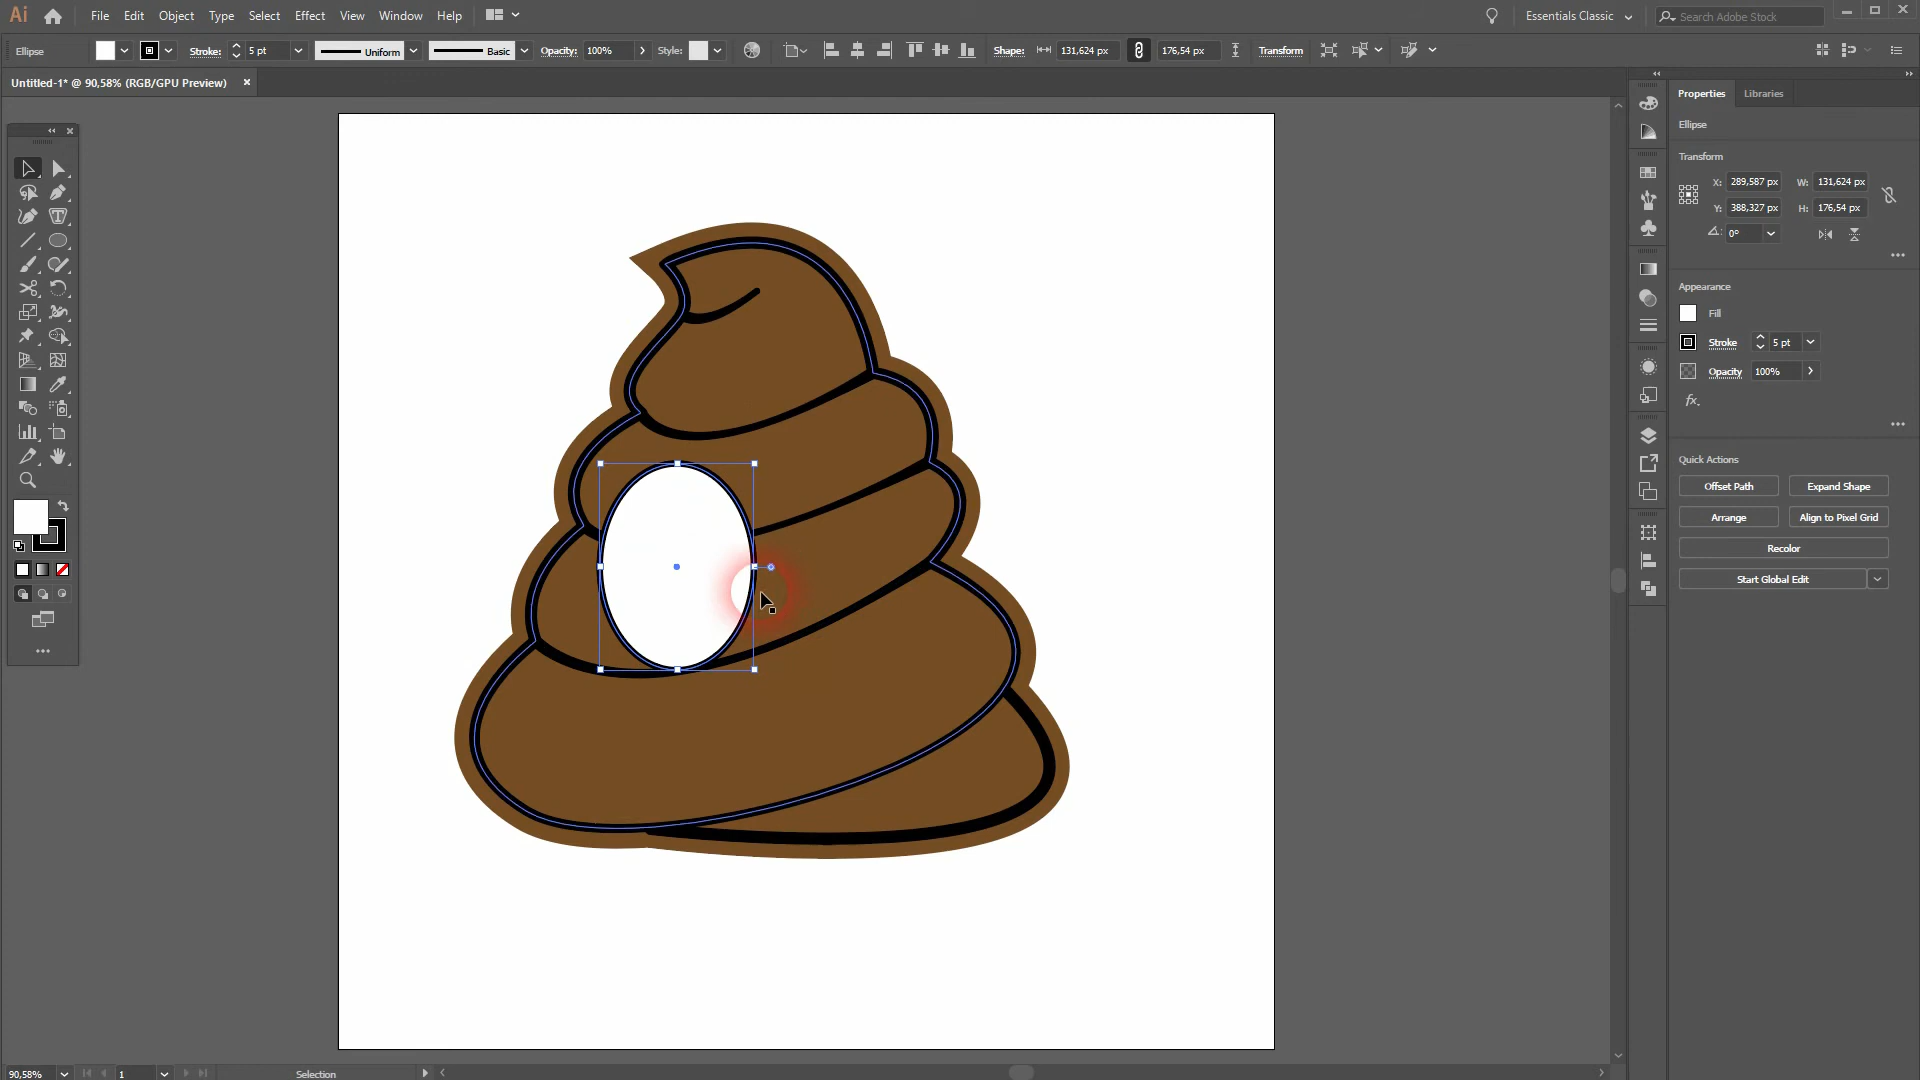 Ai File Edit Object Type Select Effect View Window Help Essentials Classic Search Adobe Stock
Ellipse Stroke: 5 pt Uniform Basic Opacity: 100% Style: Shape: 131,624 px 176,54 px Transform
Untitled-1* @ 90,58% (RGB/GPU Preview)
Properties Libraries
Ellipse
Transform
X: 289,587 px W: 131,624 px
Y: 388,327 px H: 176,54 px
0°
Appearance
Fill
Stroke 5 pt
Opacity 100%
fx.
Quick Actions
Offset Path Expand Shape
Arrange Align to Pixel Grid
Recolor
Start Global Edit
90,58% 1 Selection